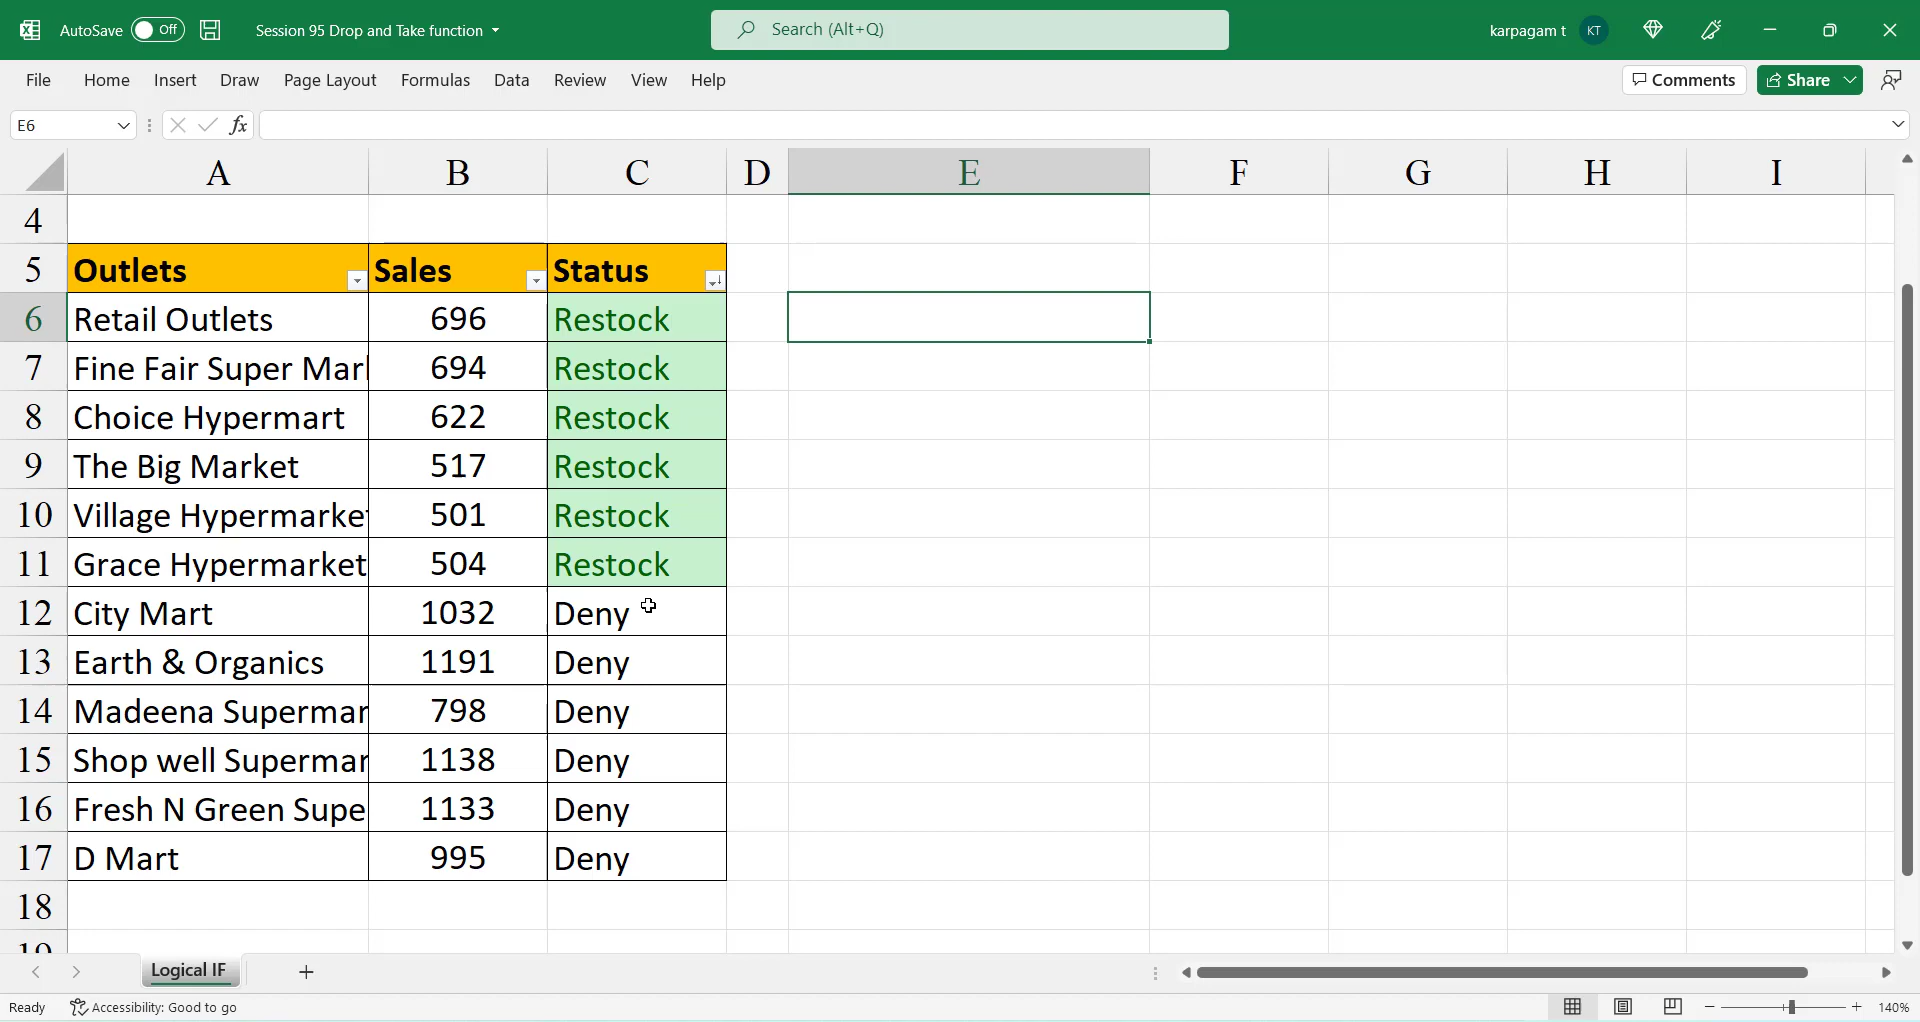 AutoSave Off Session 95 Drop and Take function Search (Alt+Q) karpagam t KT
File Home Insert Draw Page Layout Formulas Data Review View Help Comments Share
E6 fx
A B C D E F G H I
4
5 Outlets Sales Status
6 Retail Outlets 696 Restock
7 Fine Fair Super Mar 694 Restock
8 Choice Hypermart 622 Restock
9 The Big Market 517 Restock
10 Village Hypermarket 501 Restock
11 Grace Hypermarket 504 Restock
12 City Mart 1032 Deny
13 Earth & Organics 1191 Deny
14 Madeena Supermar 798 Deny
15 Shop well Supermar 1138 Deny
16 Fresh N Green Supe 1133 Deny
17 D Mart 995 Deny
18
19
Logical IF
Ready Accessibility: Good to go 140%